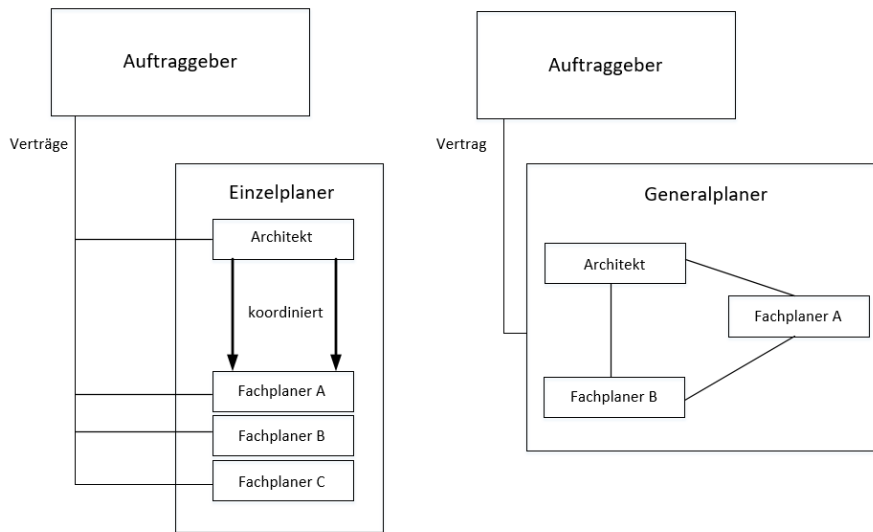 Auftraggeber
Verträge
Einzelplaner
Architekt
koordiniert
Fachplaner A
Fachplaner B
Fachplaner C
Auftraggeber
Vertrag
Generalplaner
Architekt
Fachplaner A
Fachplaner B